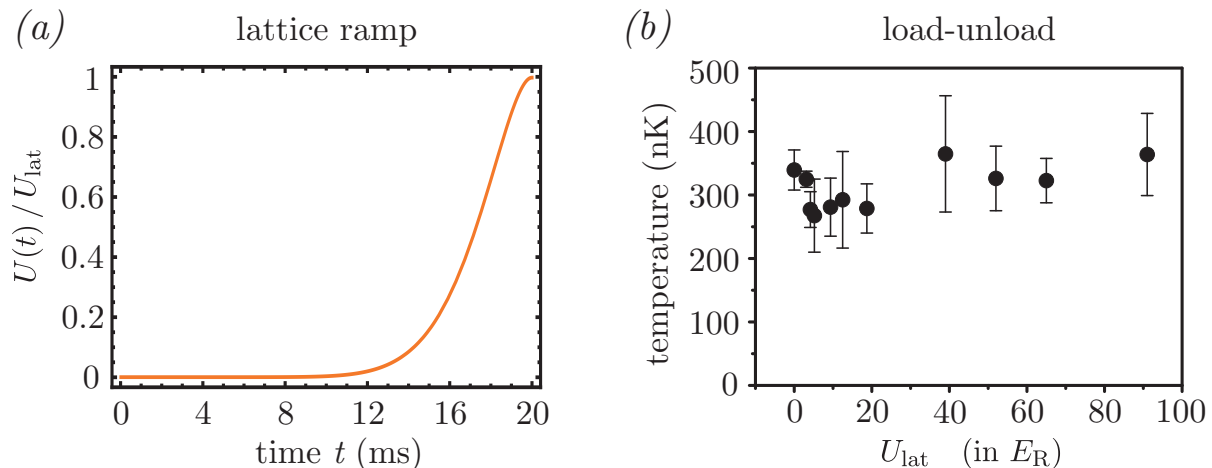 (a) lattice ramp
U(t) / U_lat
1
0.8
0.6
0.4
0.2
0
0 4 8 12 16 20
time t (ms)
(b) load-unload
temperature (nK)
500
400
300
200
100
0
0 20 40 60 80 100
U_lat (in E_R)